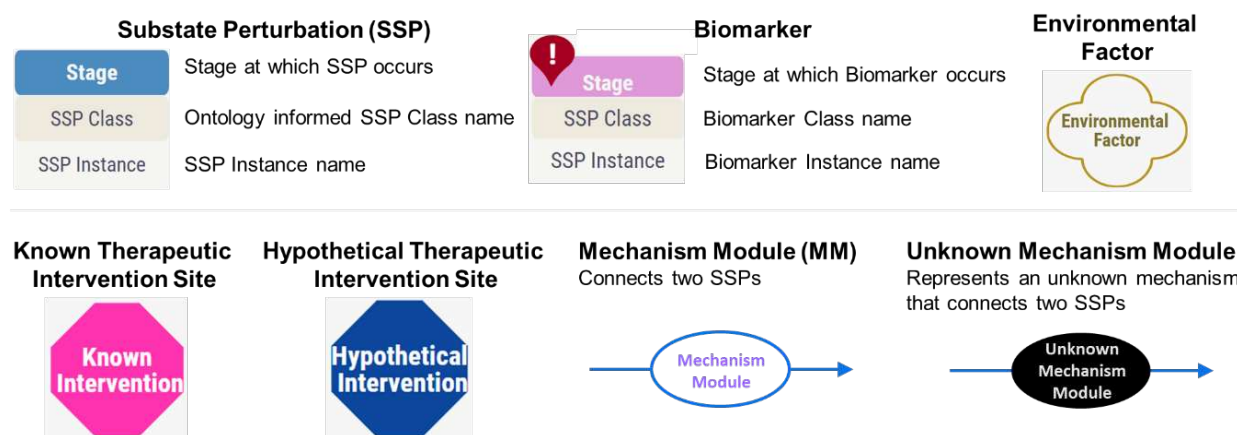 Substate Perturbation (SSP)
Stage
Stage at which SSP occurs
SSP Class
Ontology informed SSP Class name
SSP Instance
SSP Instance name
Biomarker
!
Stage
Stage at which Biomarker occurs
SSP Class
Biomarker Class name
SSP Instance
Biomarker Instance name
Environmental
Factor
Environmental
Factor
Known Therapeutic
Intervention Site
Known
Intervention
Hypothetical Therapeutic
Intervention Site
Hypothetical
Intervention
Mechanism Module (MM)
Connects two SSPs
Mechanism
Module
Unknown Mechanism Module
Represents an unknown mechanism
that connects two SSPs
Unknown
Mechanism
Module